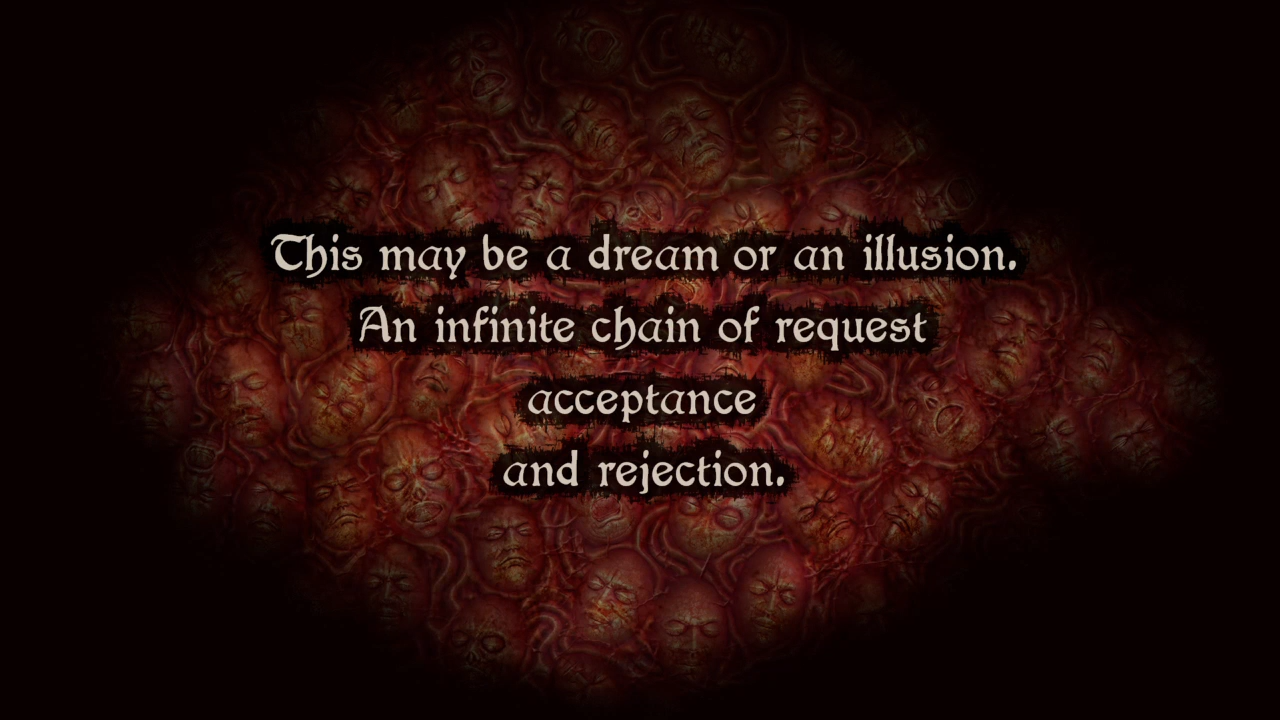 This may be a dream or an illusion.
An infinite chain of request
acceptance
and rejection.